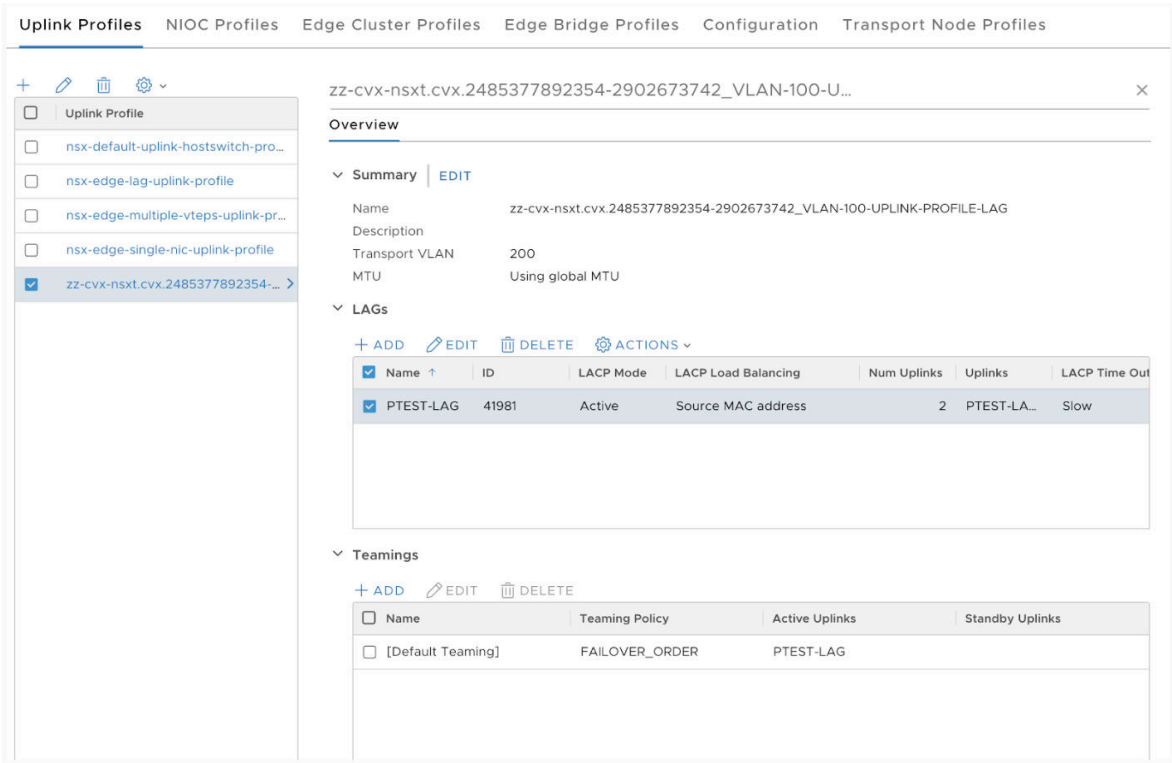 Uplink Profiles NIOC Profiles Edge Cluster Profiles Edge Bridge Profiles Configuration Transport Node Profiles
Uplink Profile
nsx-default-uplink-hostswitch-pro...
nsx-edge-lag-uplink-profile
nsx-edge-multiple-vteps-uplink-pr...
nsx-edge-single-nic-uplink-profile
zz-cvx-nsxt.cvx.2485377892354-...
zz-cvx-nsxt.cvx.2485377892354-2902673742_VLAN-100-U...
Overview
Summary EDIT
Name zz-cvx-nsxt.cvx.2485377892354-2902673742_VLAN-100-UPLINK-PROFILE-LAG
Description
Transport VLAN 200
MTU Using global MTU
LAGs
+ ADD EDIT DELETE ACTIONS
Name ↑ ID LACP Mode LACP Load Balancing Num Uplinks Uplinks LACP Time Out
PTEST-LAG 41981 Active Source MAC address 2 PTEST-LA... Slow
Teamings
+ ADD EDIT DELETE
Name Teaming Policy Active Uplinks Standby Uplinks
[Default Teaming] FAILOVER_ORDER PTEST-LAG